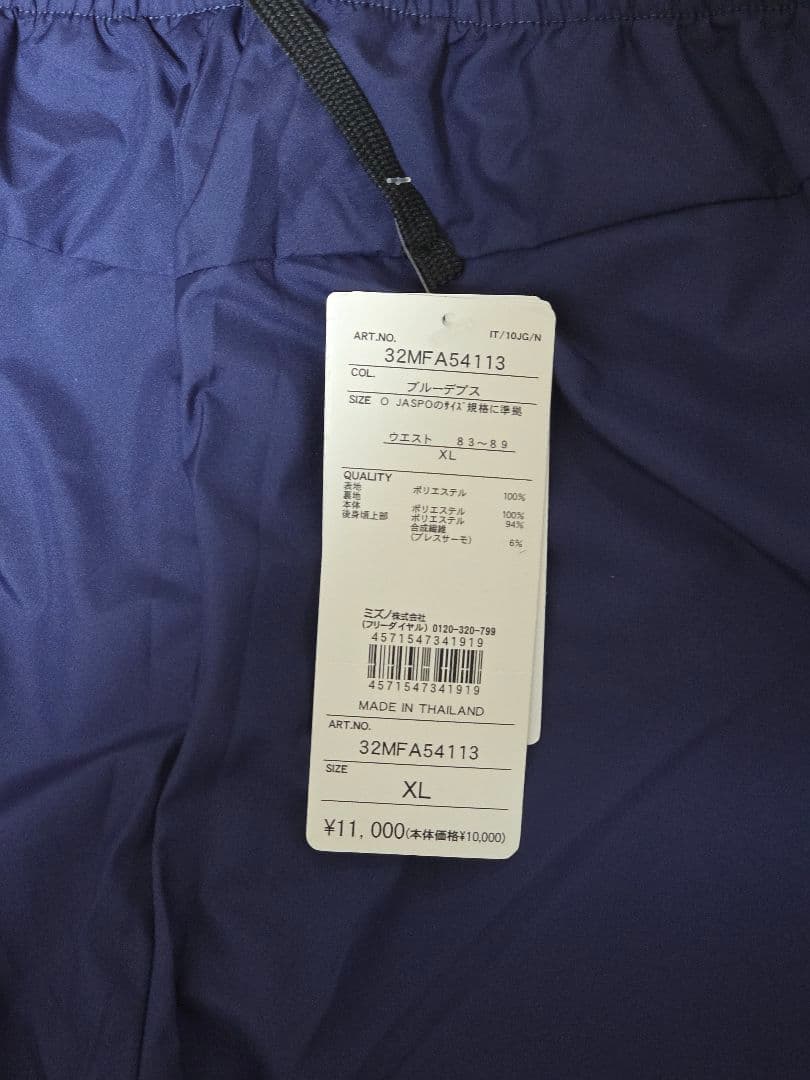 ART.NO. IT/10JG/N
32MFA54113
COL.
ブルーデプス
SIZE O JASPOのｻｲｽﾞ規格に準拠
ウエスト 83～89
XL
QUALITY
表地 ポリエステル 100%
裏地
本体 ポリエステル 100%
後身頃上部 ポリエステル 94%
合成繊維
(ブレスサーモ) 6%
ミズノ株式会社
(フリーダイヤル) 0120-320-799
4571547341919
4571547341919
MADE IN THAILAND
ART.NO.
32MFA54113
SIZE
XL
¥11,000(本体価格¥10,000)